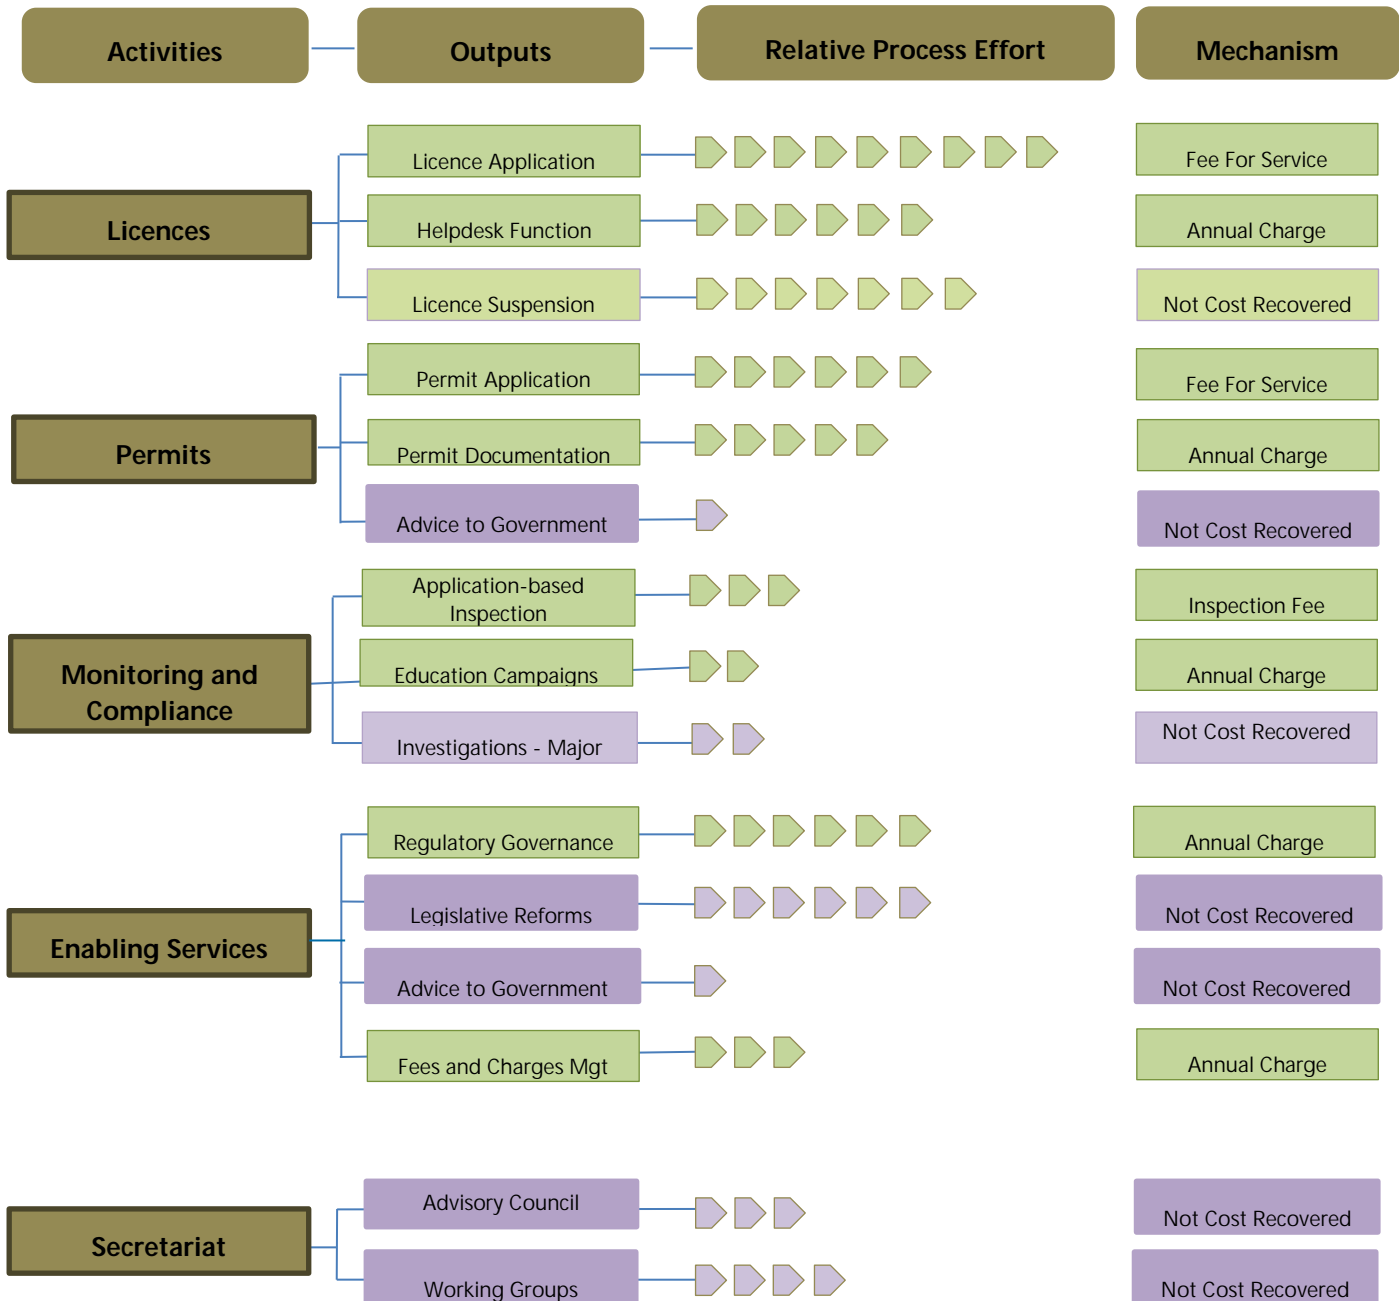 Activities
Outputs
Relative Process Effort
Mechanism
Licences
Licence Application
Fee For Service
Helpdesk Function
Annual Charge
Licence Suspension
Not Cost Recovered
Permits
Permit Application
Fee For Service
Permit Documentation
Annual Charge
Advice to Government
Not Cost Recovered
Monitoring and
Compliance
Application-based
Inspection
Inspection Fee
Education Campaigns
Annual Charge
Investigations - Major
Not Cost Recovered
Enabling Services
Regulatory Governance
Annual Charge
Legislative Reforms
Not Cost Recovered
Advice to Government
Not Cost Recovered
Fees and Charges Mgt
Annual Charge
Secretariat
Advisory Council
Not Cost Recovered
Working Groups
Not Cost Recovered